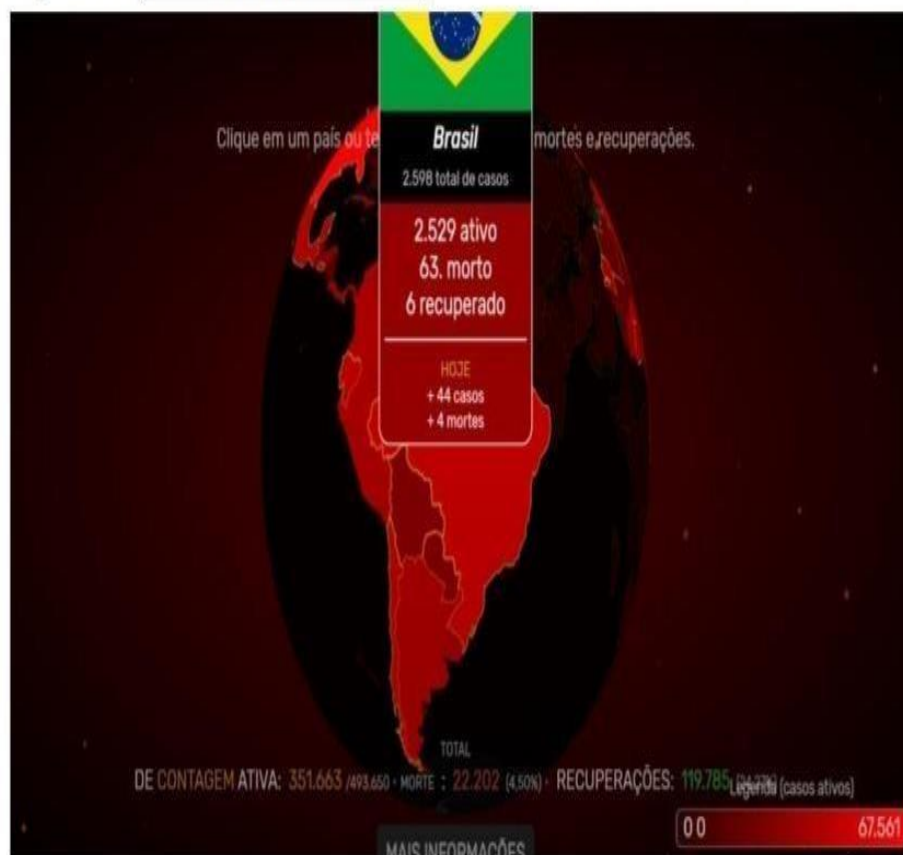 Clique em um país ou te mortes e recuperações.
Brasil
2.598 total de casos
2.529 ativo
63. morto
6 recuperado
HOJE
+ 44 casos
+ 4 mortes
TOTAL
DE CONTAGEM ATIVA: 351.663 /493.650 · MORTE : 22.202 (4,50%) · RECUPERAÇÕES: 119.785
Legenda (casos ativos)
0 0 67.561
MAIS INFORMAÇÕES